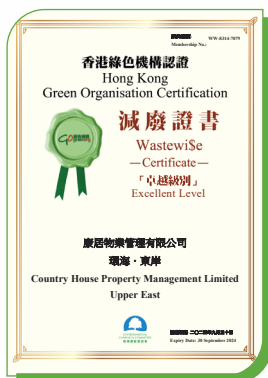 Membership No.:
WW-8314-7079
香港綠色機構認證
Hong Kong
Green Organisation Certification
減廢證書
Wastewi$e
—Certificate—
「卓越級別」
Excellent Level
康居物業管理有限公司
環海・東岸
Country House Property Management Limited
Upper East
Expiry Date: 30 September 2024